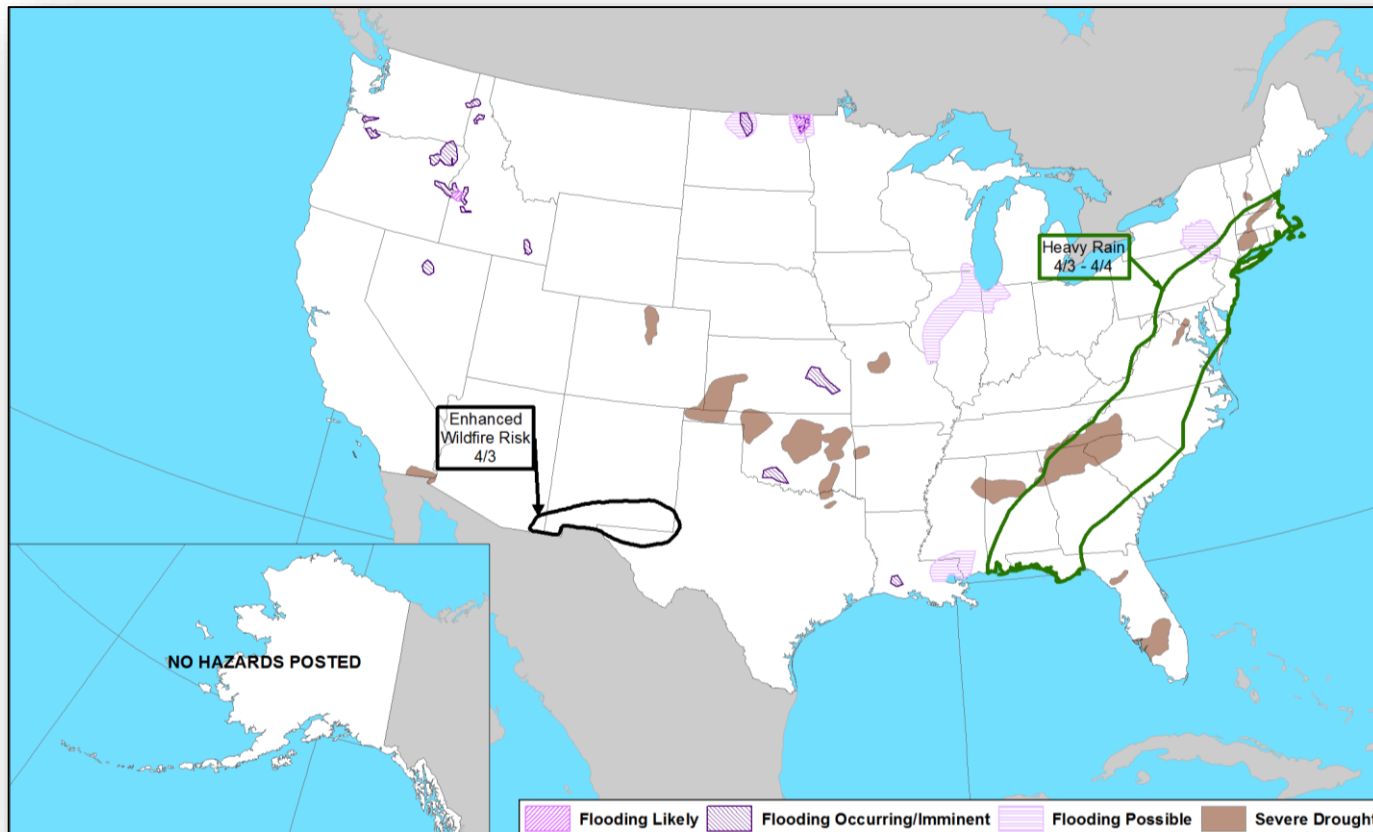 Heavy Rain
4/3 - 4/4
Enhanced
Wildfire Risk
4/3
NO HAZARDS POSTED
Flooding Likely
Flooding Occurring/Imminent
Flooding Possible
Severe Drought